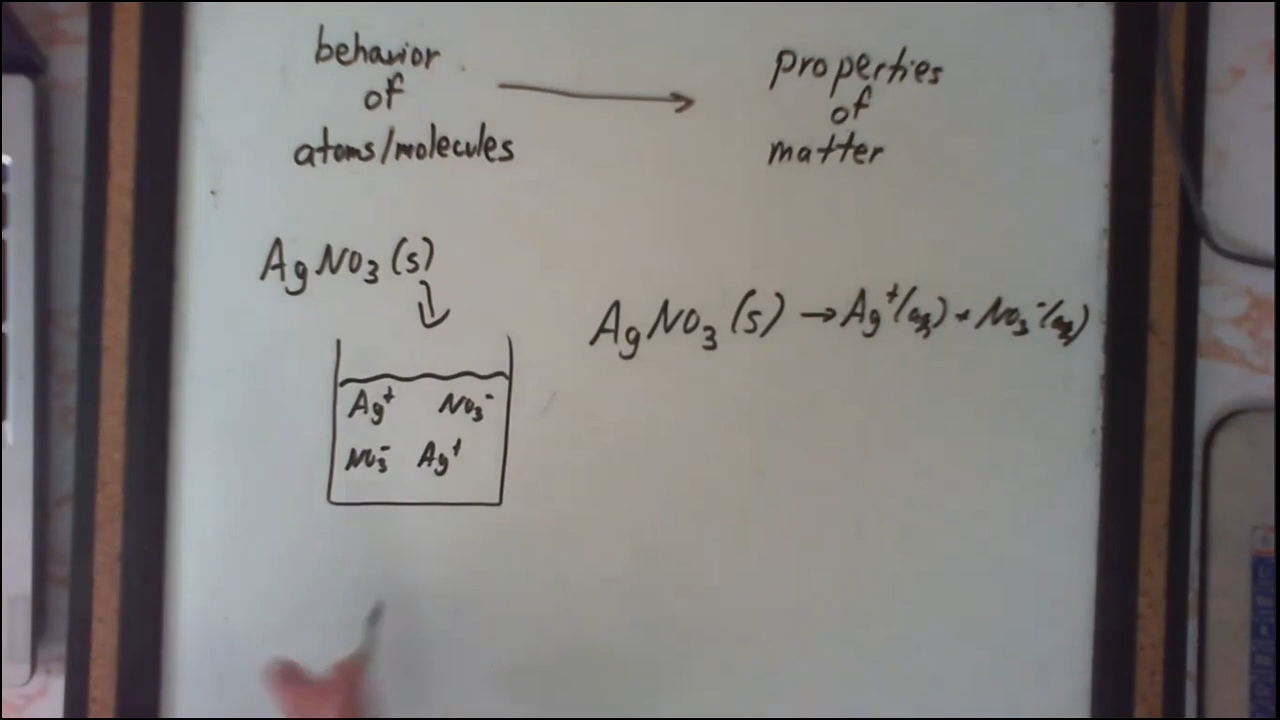 behavior
of
atoms/molecules
properties
of
matter
AgNO₃(s)
AgNO₃(s) → Ag⁺(aq) + NO₃⁻(aq)
Ag⁺ NO₃⁻
NO₃⁻ Ag⁺